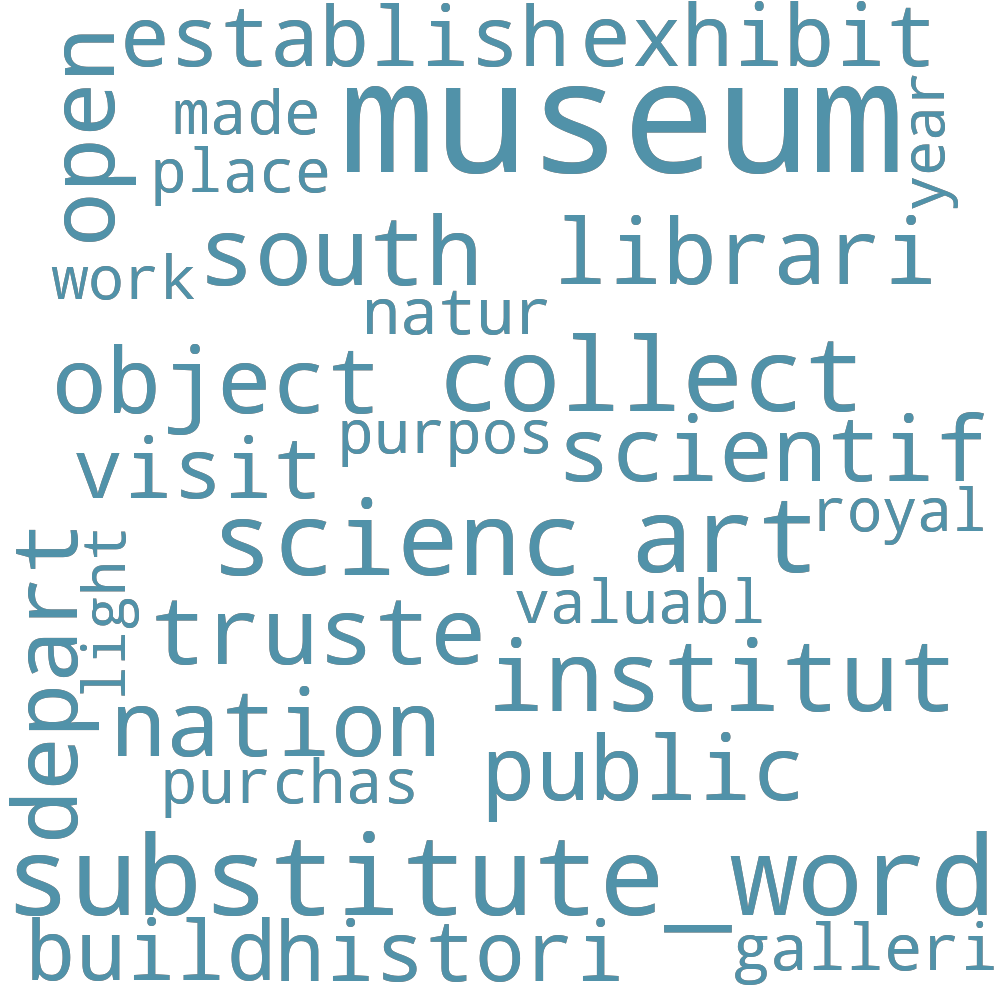 establish exhibit
open
made museum
year
place
south librari
work
natur
object collect
purpos scientif
visit
scienc art royal
depart
light
valuabl
truste
institut
nation
purchas public
substitute_word
build histori galleri